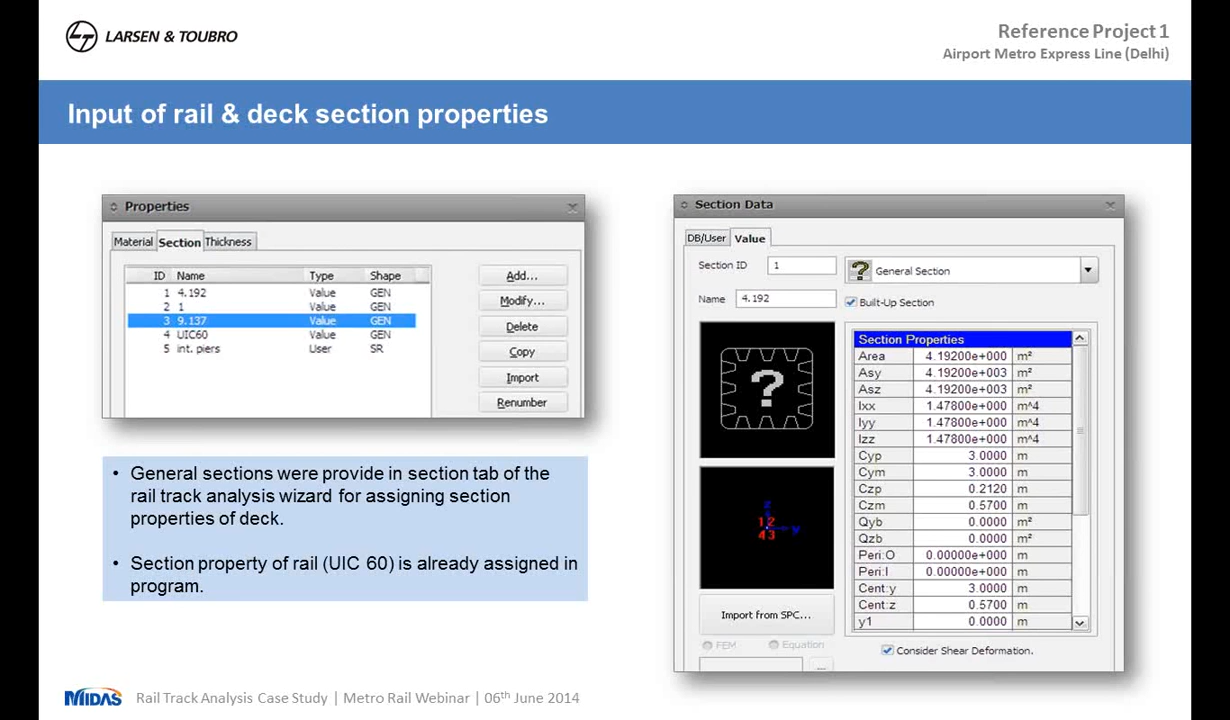 LARSEN & TOUBRO
Reference Project 1
Airport Metro Express Line (Delhi)
Input of rail & deck section properties
Properties
Material Section Thickness
ID Name Type Shape
1 4.192 Value GEN
2 1 Value GEN
3 9.137 Value GEN
4 UIC60 Value GEN
5 int. piers User SR
Add...
Modify...
Delete
Copy
Import
Renumber
• General sections were provide in section tab of the
rail track analysis wizard for assigning section
properties of deck.
• Section property of rail (UIC 60) is already assigned in
program.
Section Data
DB/User Value
Section ID 1 General Section
Name 4.192 Built-Up Section
?
z
1 2 y
4 3
Import from SPC...
FEM Equation
...
Section Properties
Area 4.19200e+000 m²
Asy 4.19200e+003 m²
Asz 4.19200e+003 m²
Ixx 1.47800e+000 m^4
Iyy 1.47800e+000 m^4
Izz 1.47800e+000 m^4
Cyp 3.0000 m
Cym 3.0000 m
Czp 0.2120 m
Czm 0.5700 m
Qyb 0.0000 m²
Qzb 0.0000 m²
Peri:O 0.00000e+000 m
Peri:I 0.00000e+000 m
Cent:y 3.0000 m
Cent:z 0.5700 m
y1 0.0000 m
Consider Shear Deformation.
MIDAS Rail Track Analysis Case Study | Metro Rail Webinar | 06th June 2014